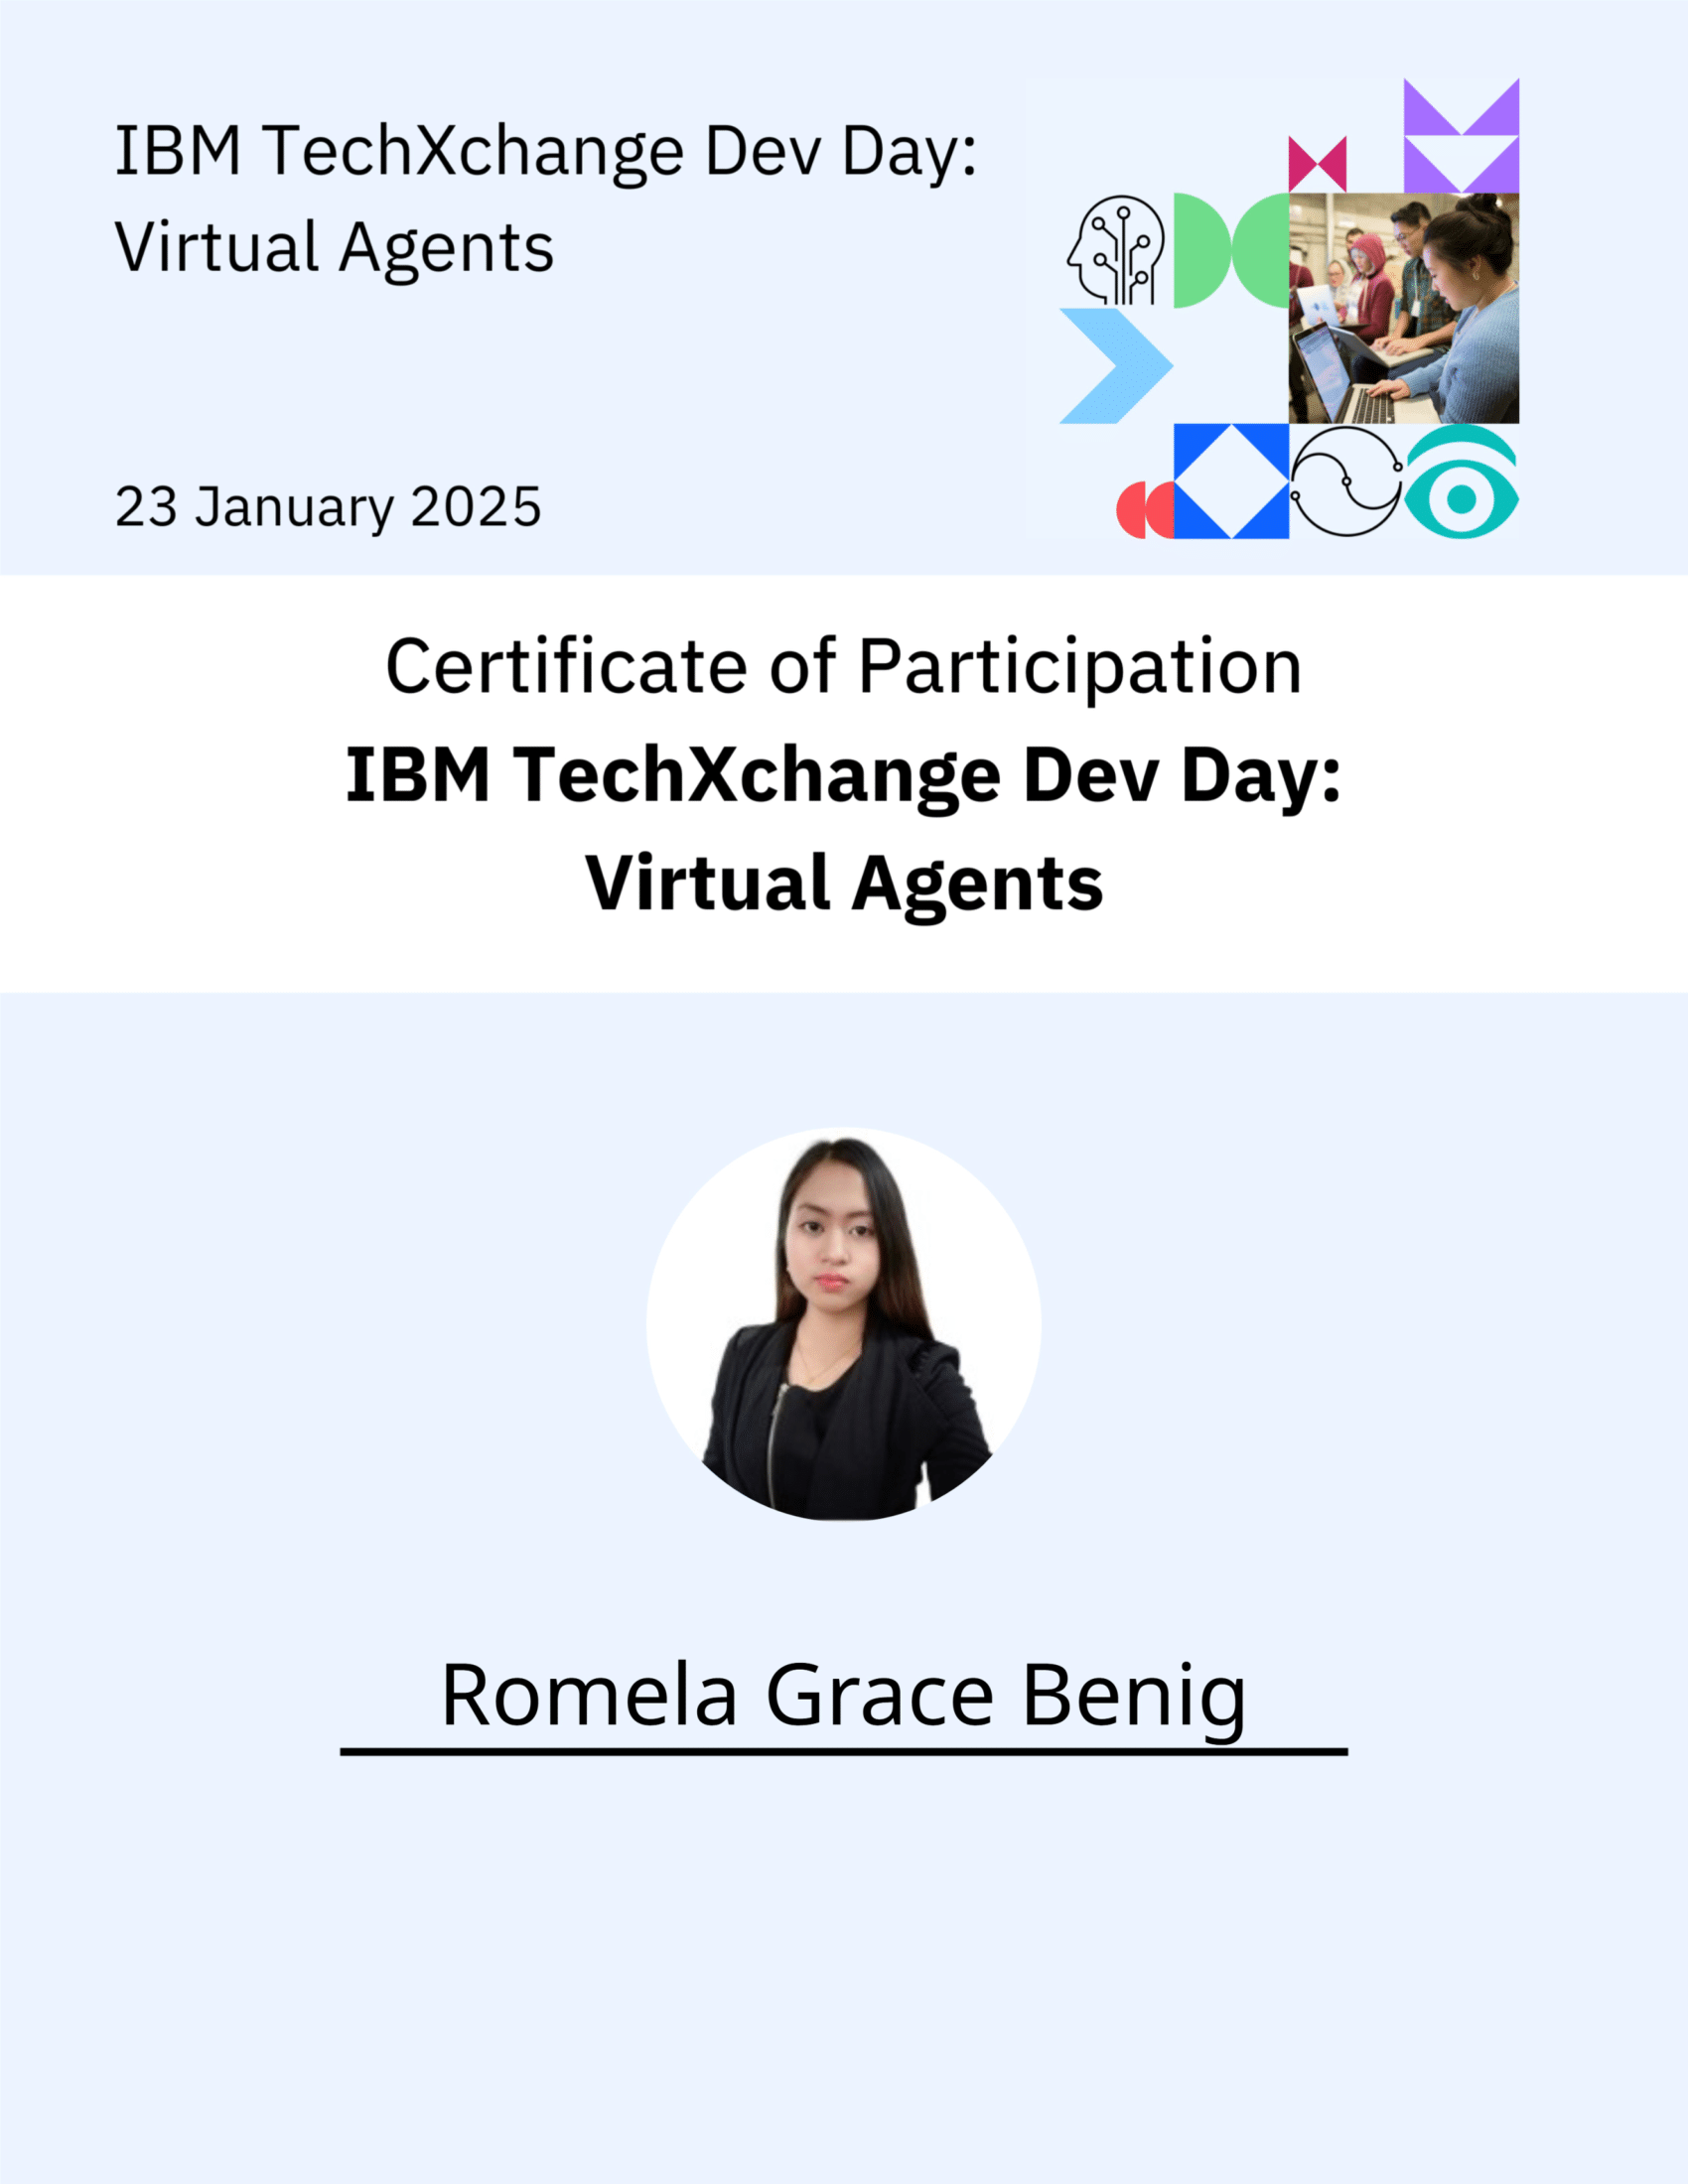 IBM TechXchange Dev Day:
Virtual Agents
23 January 2025
Certificate of Participation
IBM TechXchange Dev Day:
Virtual Agents
Romela Grace Benig